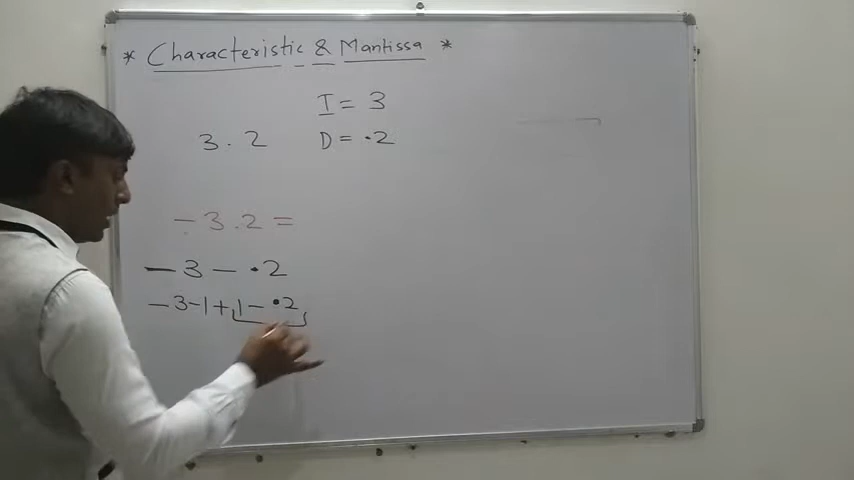 * Characteristic & Mantissa *
I = 3
3.2 D = .2
-3.2 =
-3-.2
-3-1+1-.2